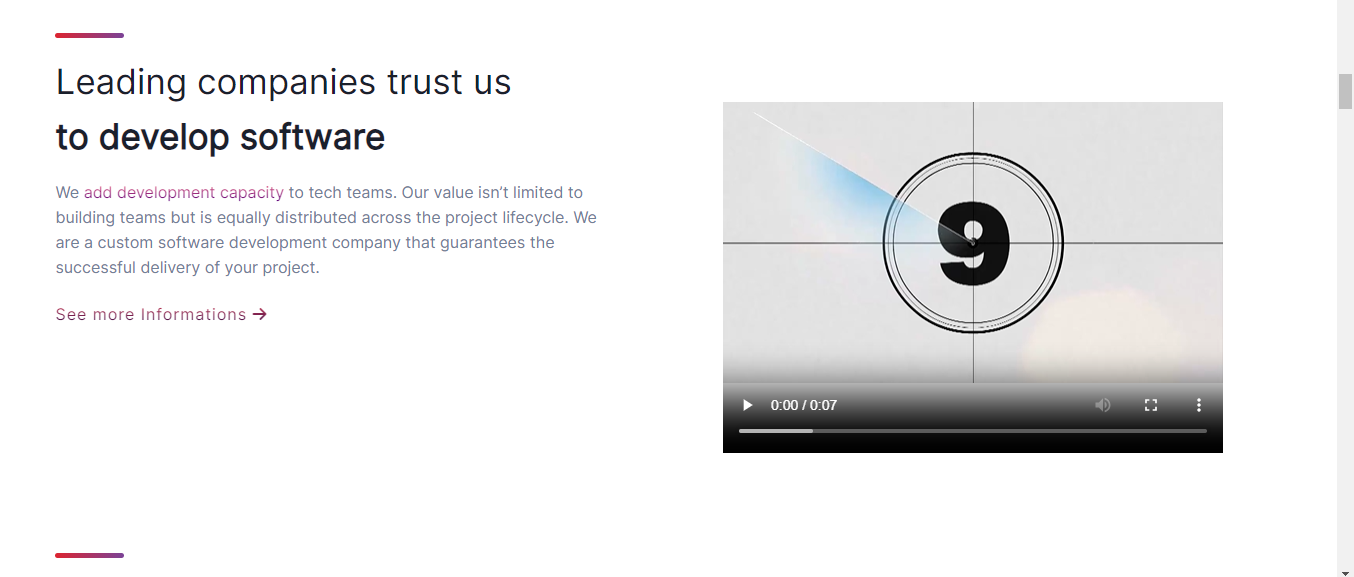 Leading companies trust us
to develop software
We add development capacity to tech teams. Our value isn’t limited to
building teams but is equally distributed across the project lifecycle. We
are a custom software development company that guarantees the
successful delivery of your project.
See more Informations →
9
0:00 / 0:07